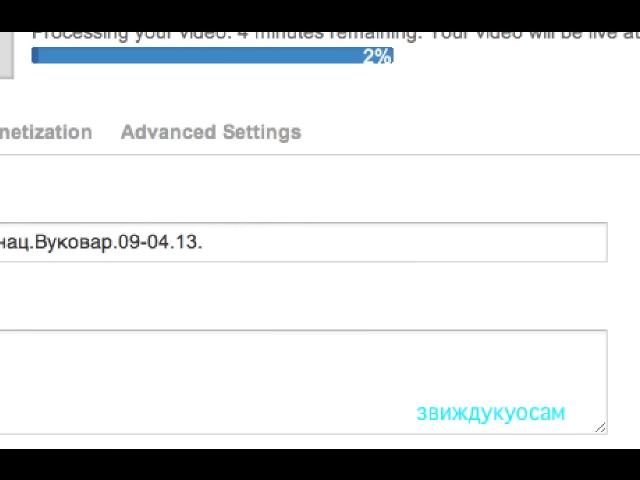 Processing your video. 4 minutes remaining. Your video will be live at
2%
netization Advanced Settings
нац.Вуковар.09-04.13.
звиждукуосам